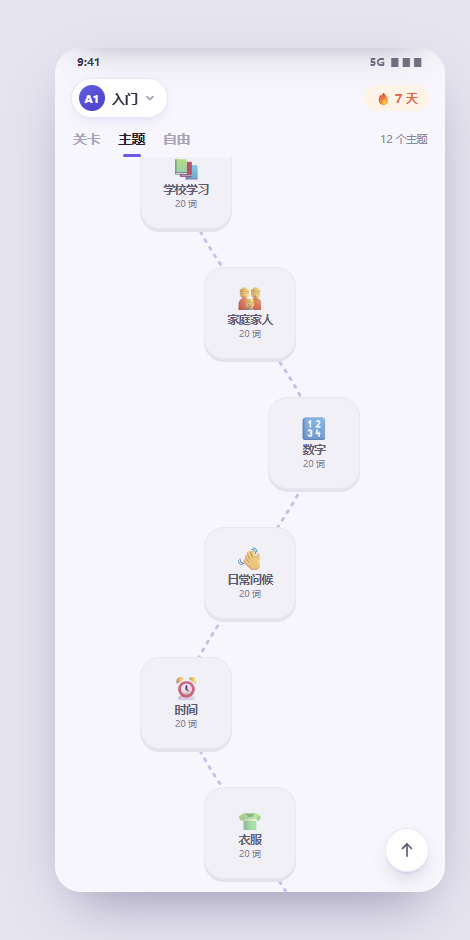 9:41
5G
A1 入门
7 天
关卡 主题 自由
12 个主题
学校学习
20 词
家庭家人
20 词
1 2
3 4
数字
20 词
日常问候
20 词
时间
20 词
衣服
20 词